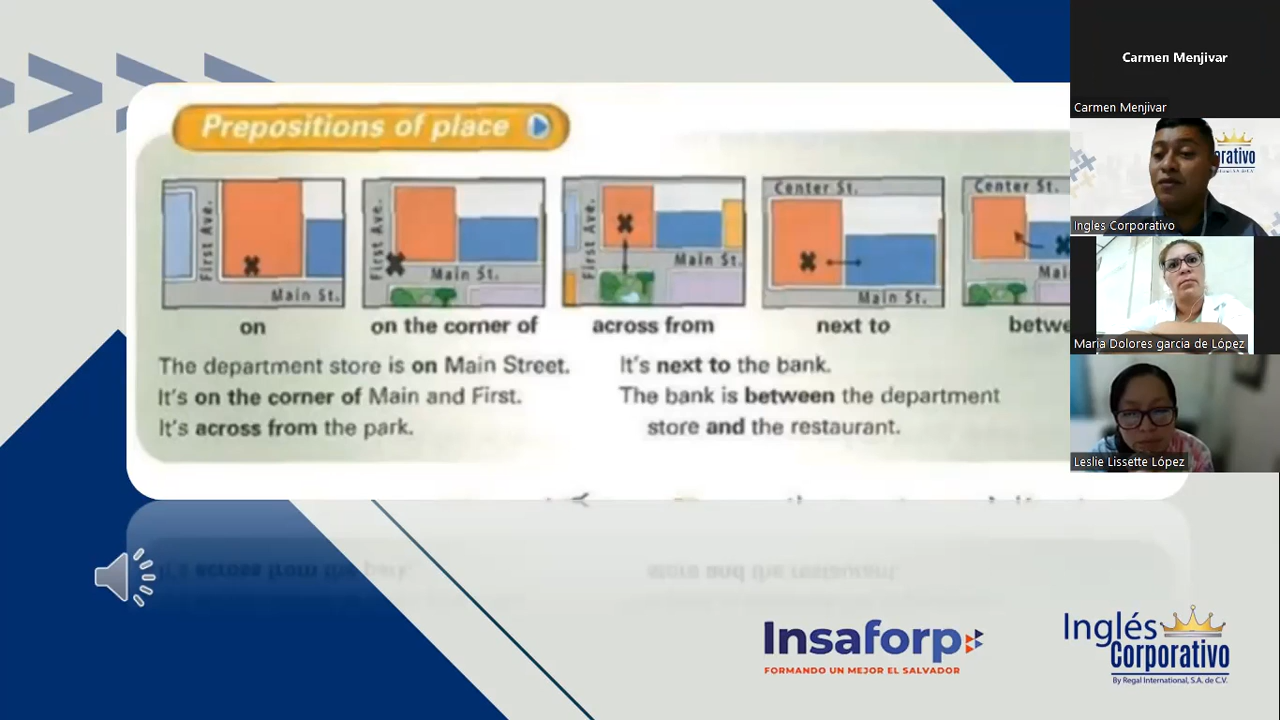 Prepositions of place
First Ave.
Main St.
First Ave.
Main St.
First Ave.
Main St.
Center St.
Main St.
Center St.
on
on the corner of
across from
next to
The department store is on Main Street.
It's on the corner of Main and First.
It's across from the park.
It's next to the bank.
The bank is between the department
store and the restaurant.
Insaforp
FORMANDO UN MEJOR EL SALVADOR
Inglés
Corporativo
By Regal International, S.A. de C.V.
Carmen Menjivar
Carmen Menjivar
Ingles Corporativo
Maria Dolores garcia de López
Leslie Lissette López